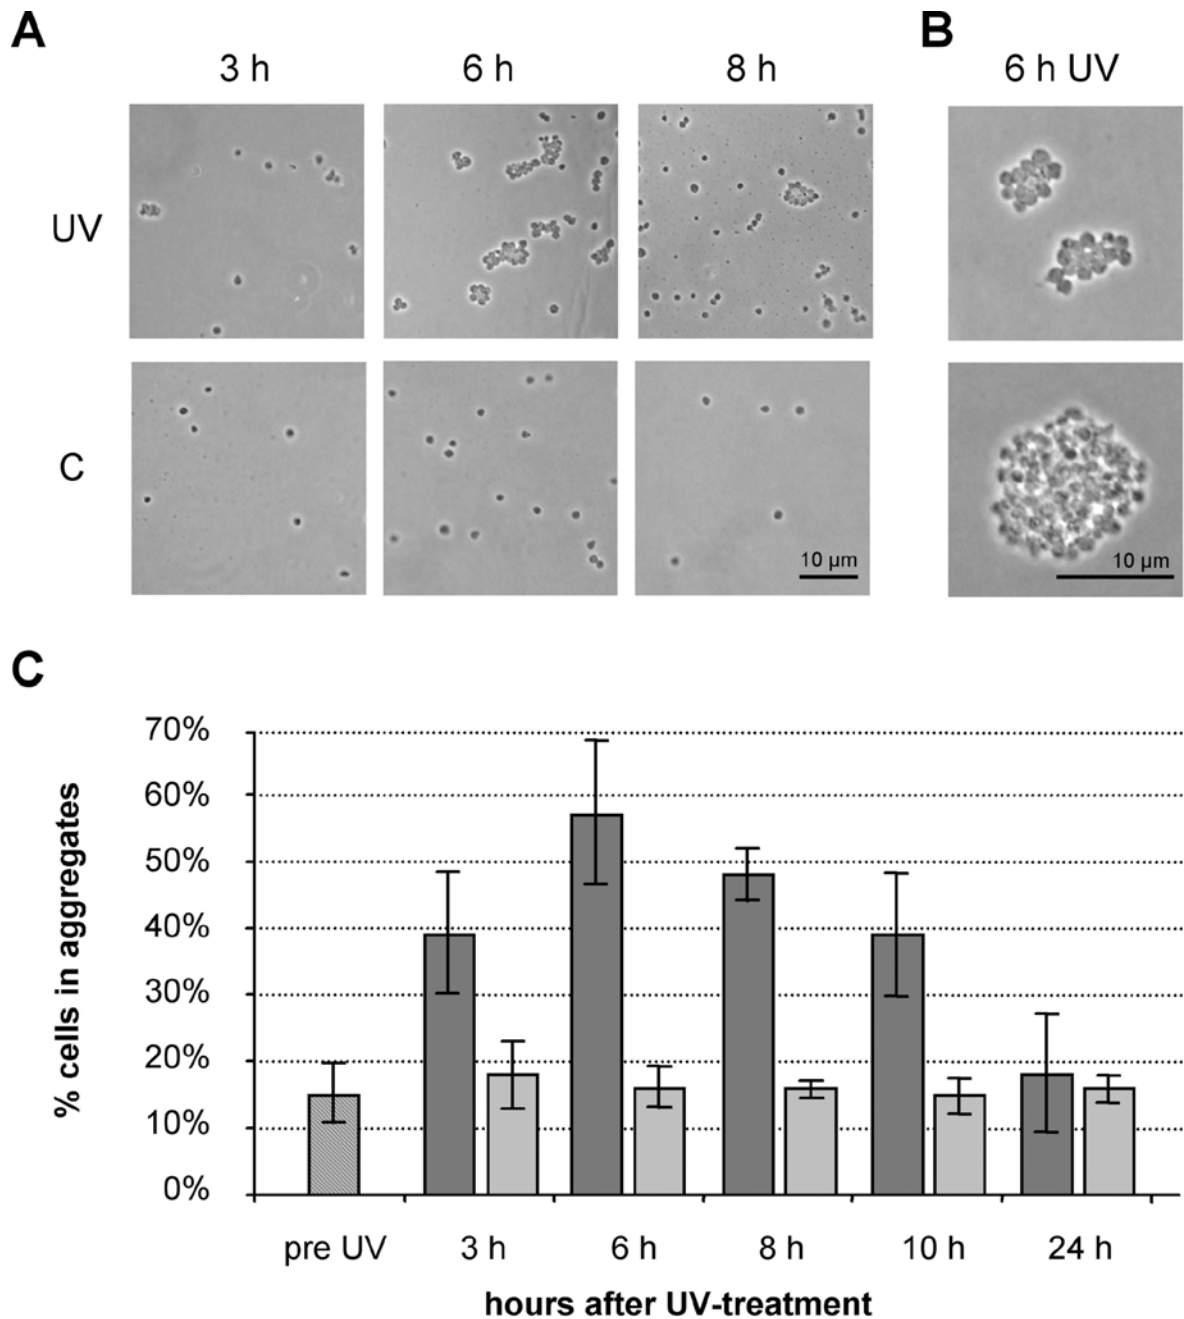 A
B
3 h
6 h
8 h
6 h UV
UV
C
10 µm
10 µm
C
70%
60%
50%
40%
30%
20%
10%
0%
% cells in aggregates
pre UV
3 h
6 h
8 h
10 h
24 h
hours after UV-treatment